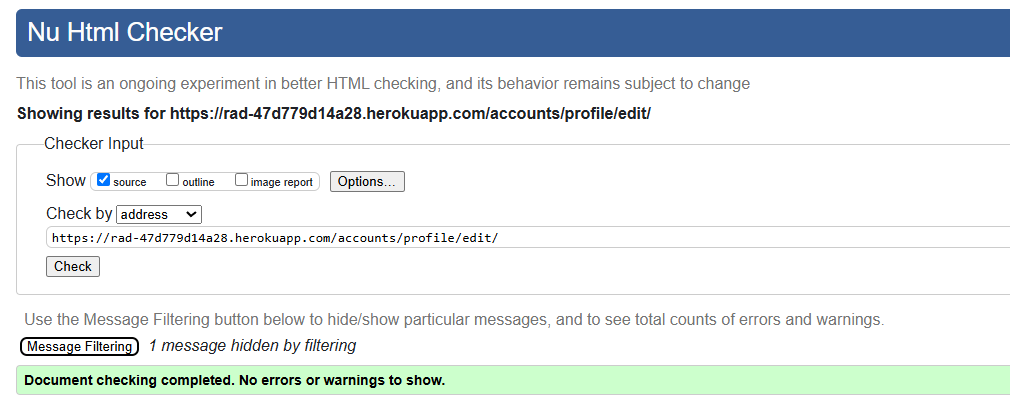 Nu Html Checker
This tool is an ongoing experiment in better HTML checking, and its behavior remains subject to change
Showing results for https://rad-47d779d14a28.herokuapp.com/accounts/profile/edit/
Checker Input
Show source outline image report Options...
Check by address
https://rad-47d779d14a28.herokuapp.com/accounts/profile/edit/
Check
Use the Message Filtering button below to hide/show particular messages, and to see total counts of errors and warnings.
Message Filtering 1 message hidden by filtering
Document checking completed. No errors or warnings to show.